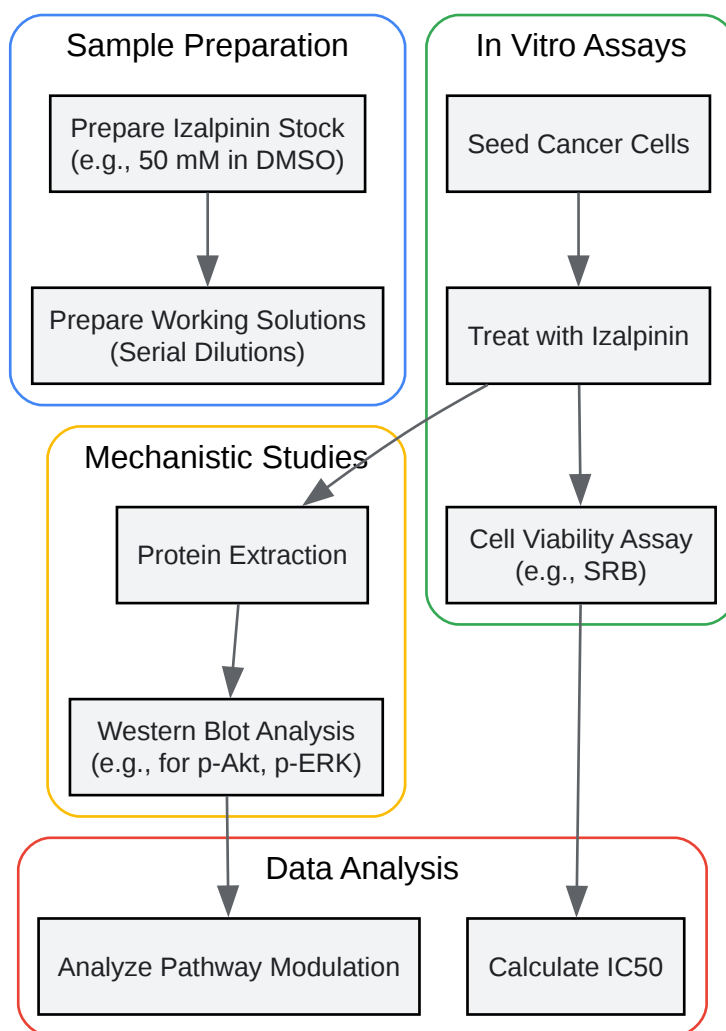 Sample Preparation
Prepare Izalpinin Stock
(e.g., 50 mM in DMSO)
Prepare Working Solutions
(Serial Dilutions)
In Vitro Assays
Seed Cancer Cells
Treat with Izalpinin
Cell Viability Assay
(e.g., SRB)
Mechanistic Studies
Protein Extraction
Western Blot Analysis
(e.g., for p-Akt, p-ERK)
Data Analysis
Analyze Pathway Modulation
Calculate IC50